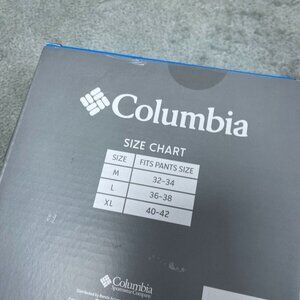 Columbia
SIZE CHART
SIZE FITS PANTS SIZE
M 32-34
L 36-38
XL 40-42
Columbia
Sportswear Company